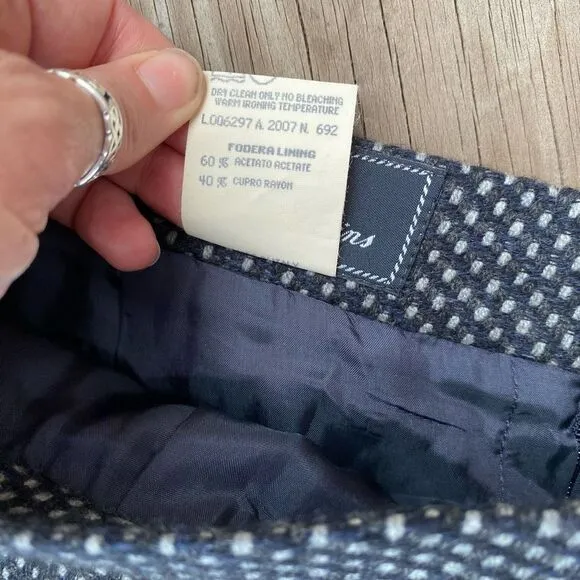 DRY CLEAN ONLY NO BLEACHING
WARM IRONING TEMPERATURE
L006297 A. 2007 N. 692
FODERA LINING
60 % ACETATO ACETATE
40 % CUPRO RAYON